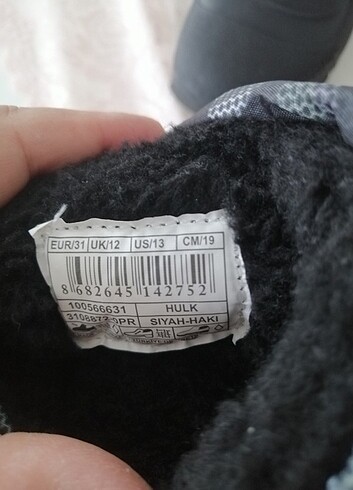 EUR/31 UK/12 US/13 CM/19
8 682645 142752
100566631 HULK
SIYAH-HAKI